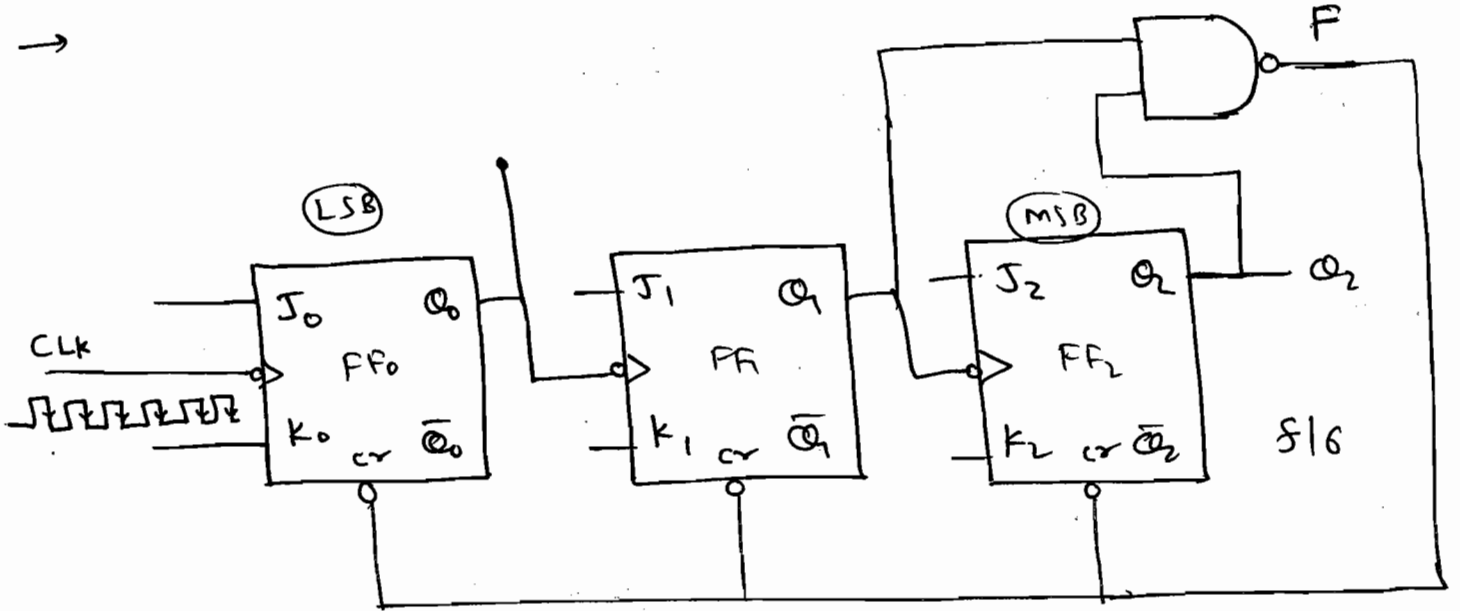 →
F
LSB
MSB
J₀ Q₀
J₁ Q₁
J₂ Q₂
Q₂
CLK
FF₀
FF₁
FF₂
K₀ cr Q̅₀
K₁ cr Q̅₁
K₂ cr Q̅₂
f/6